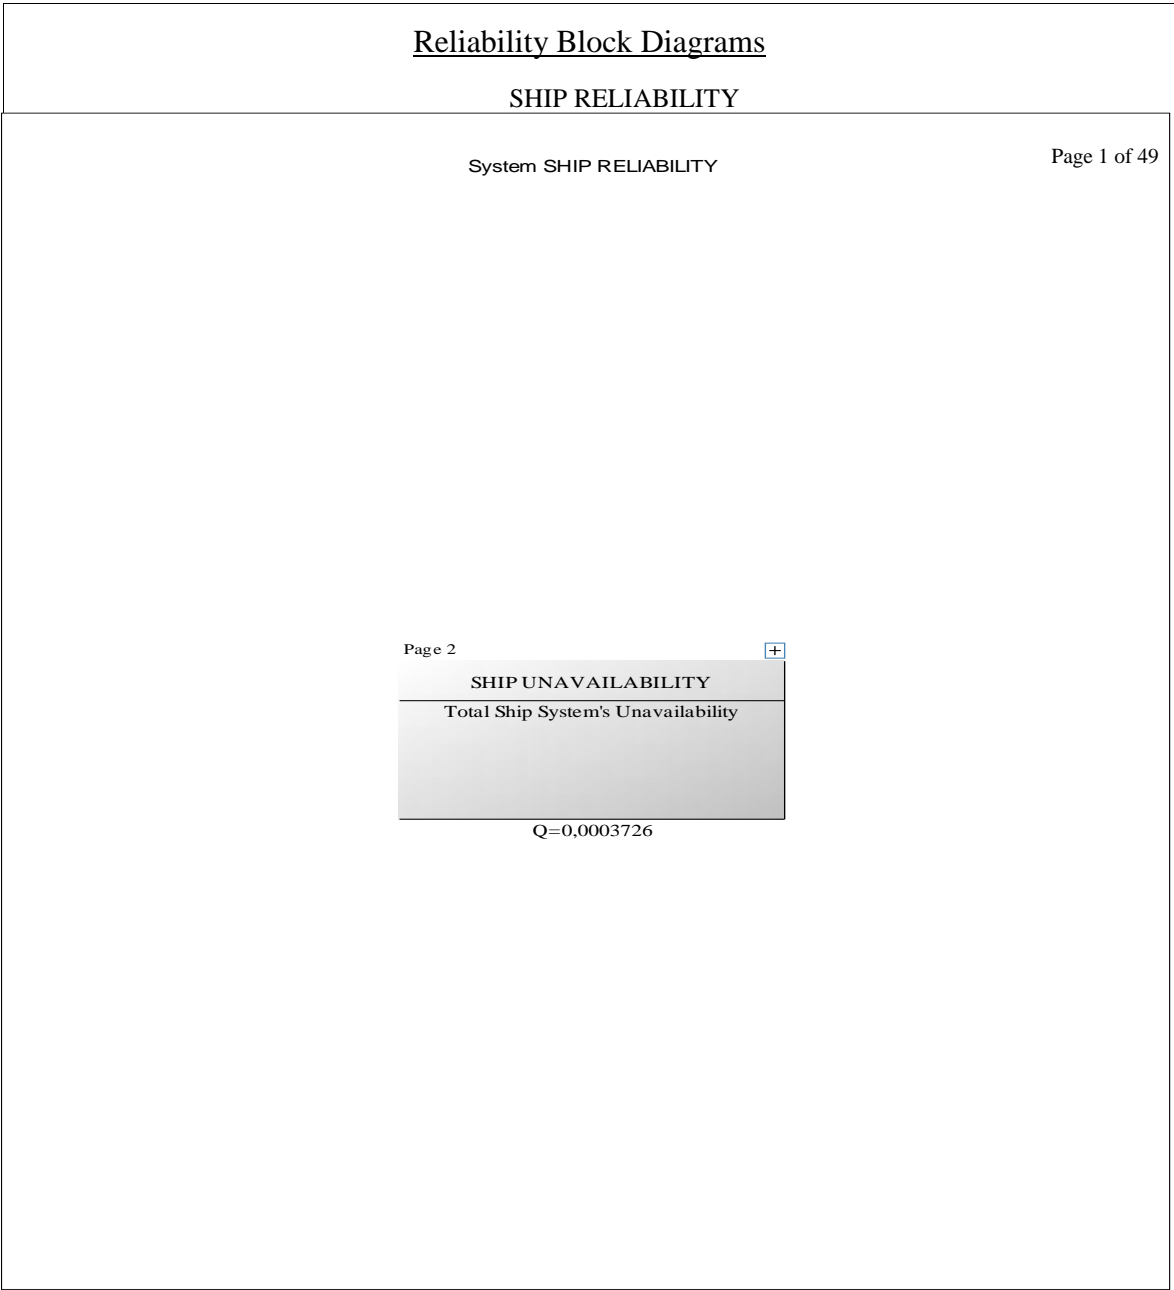 Reliability Block Diagrams
SHIP RELIABILITY
System SHIP RELIABILITY
Page 1 of 49
Page 2
SHIP UNAVAILABILITY
Total Ship System's Unavailability
Q=0,0003726